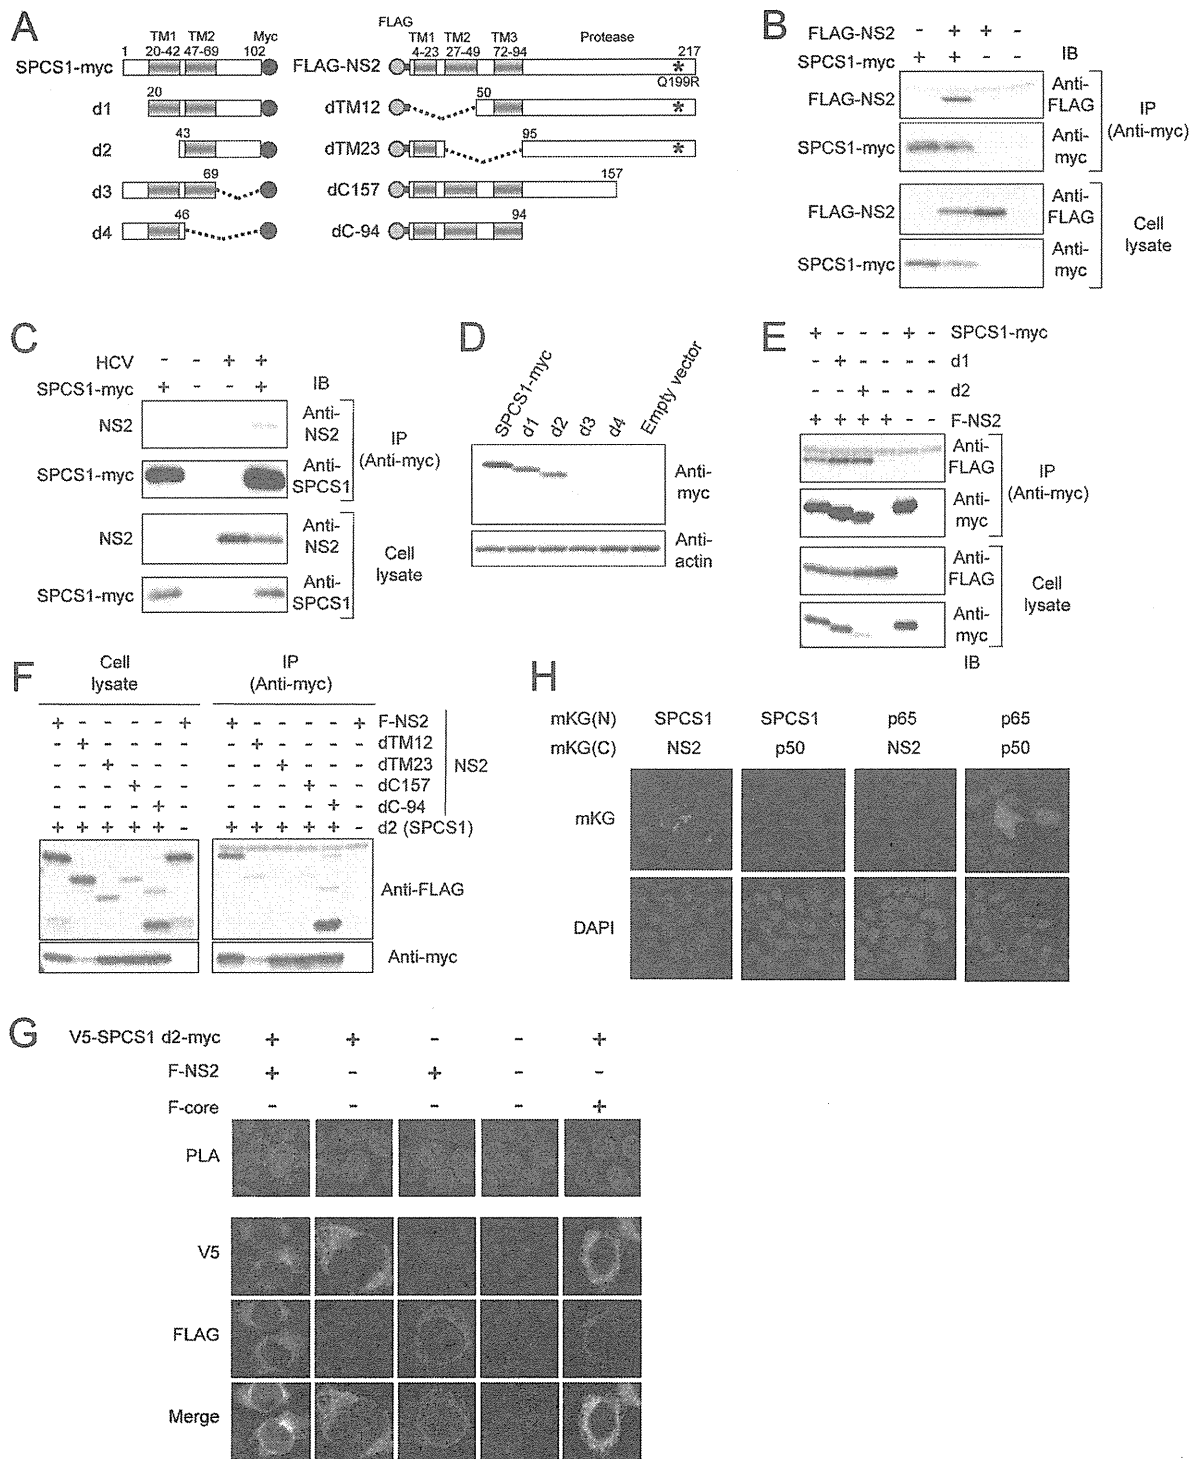 A
FLAG
TM1 TM2 Myc
1 20-42 47-69 102
SPCS1-myc
20
d1
43
d2
69
d3
46
d4
TM1 TM2 TM3 Protease
4-23 27-49 72-94 217
FLAG-NS2 *
Q199R
50
dTM12 *
95
dTM23 *
157
dC157
94
dC-94
B
FLAG-NS2 - + + -
SPCS1-myc + + - - IB
FLAG-NS2 Anti-FLAG
SPCS1-myc Anti-myc
IP (Anti-myc)
FLAG-NS2 Anti-FLAG
SPCS1-myc Anti-myc
Cell lysate
C
HCV - - + +
SPCS1-myc + - - + IB
NS2 Anti-NS2
SPCS1-myc Anti-SPCS1
IP (Anti-myc)
NS2 Anti-NS2
SPCS1-myc Anti-SPCS1
Cell lysate
D
SPCS1-myc d1 d2 d3 d4 Empty vector
Anti-myc
Anti-actin
E
+ - - - + - SPCS1-myc
- + - - - - d1
- - + - - - d2
+ + + + - - F-NS2
Anti-FLAG
Anti-myc
IP (Anti-myc)
Anti-FLAG
Anti-myc
Cell lysate
IB
F
Cell lysate
IP (Anti-myc)
+ - - - - + + - - - - + F-NS2
- + - - - - - + - - - - dTM12
- - + - - - - - + - - - dTM23
- - - + - - - - - + - - dC157
- - - - + - - - - - + - dC-94
NS2
+ + + + + - + + + + + - d2 (SPCS1)
Anti-FLAG
Anti-myc
H
mKG(N) SPCS1 SPCS1 p65 p65
mKG(C) NS2 p50 NS2 p50
mKG
DAPI
G
V5-SPCS1 d2-myc + + - - +
F-NS2 + - + - -
F-core - - - - +
PLA
V5
FLAG
Merge